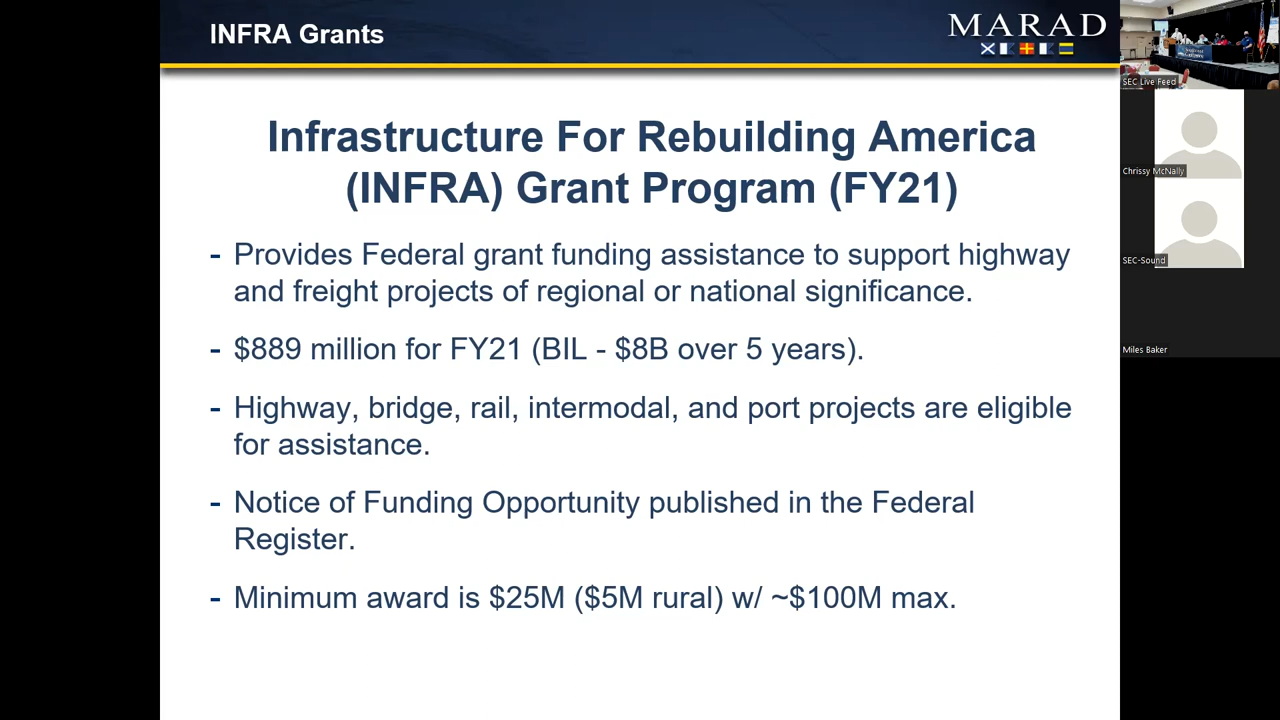 INFRA Grants
MARAD
Infrastructure For Rebuilding America
(INFRA) Grant Program (FY21)
- Provides Federal grant funding assistance to support highway
and freight projects of regional or national significance.
- $889 million for FY21 (BIL - $8B over 5 years).
- Highway, bridge, rail, intermodal, and port projects are eligible
for assistance.
- Notice of Funding Opportunity published in the Federal
Register.
- Minimum award is $25M ($5M rural) w/ ~$100M max.
SEC Live Feed
Chrissy McNally
SEC-Sound
Miles Baker